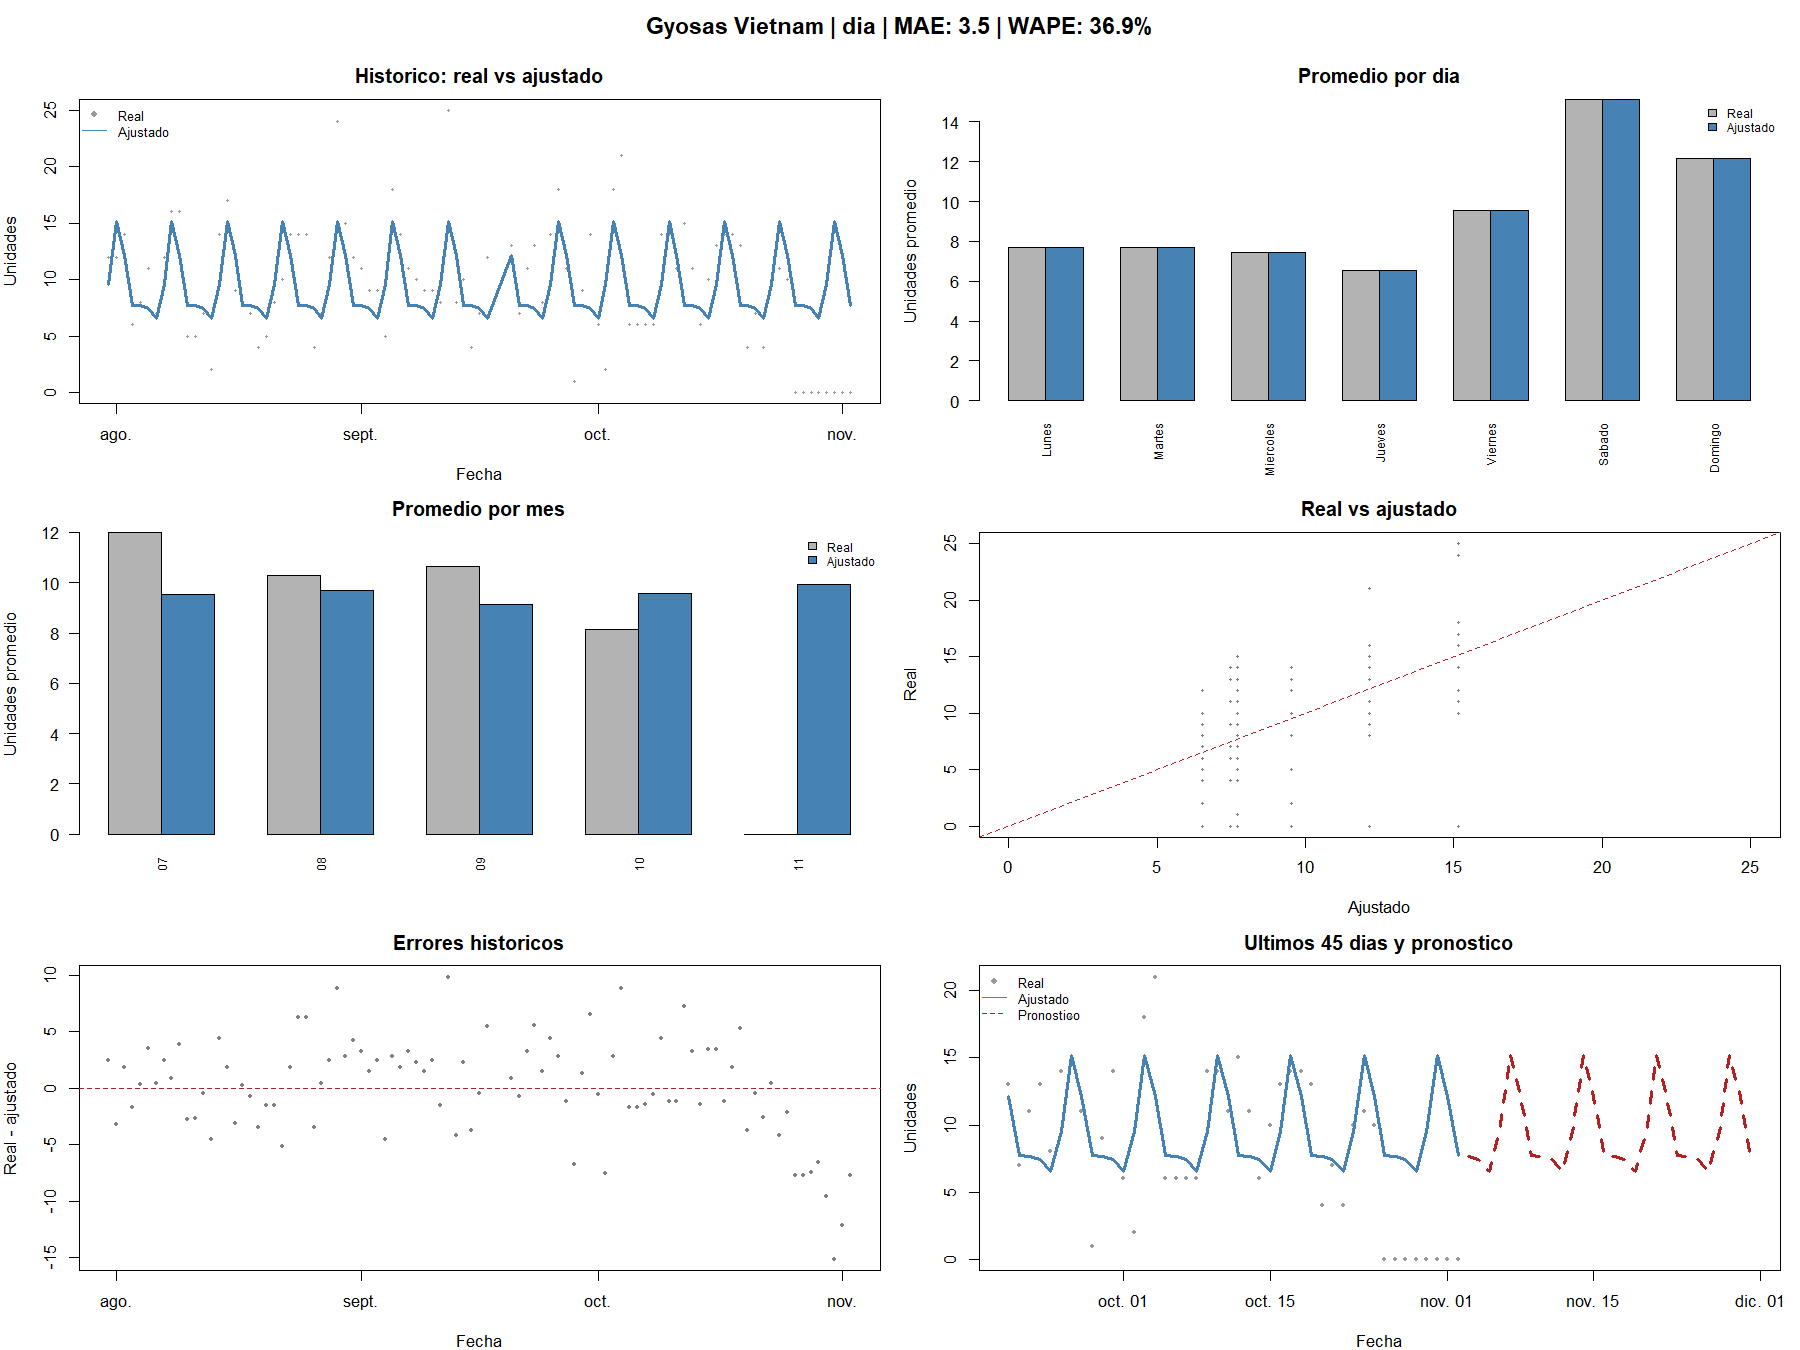 Gyosas Vietnam | dia | MAE: 3.5 | WAPE: 36.9%
Historico: real vs ajustado
Real
Ajustado
Unidades
0
5
10
15
20
25
ago.
sept.
oct.
nov.
Fecha
Promedio por dia
Real
Ajustado
Unidades promedio
0
2
4
6
8
10
12
14
Lunes
Martes
Miercoles
Jueves
Viernes
Sabado
Domingo
Promedio por mes
Real
Ajustado
Unidades promedio
0
2
4
6
8
10
12
07
08
09
10
11
Real vs ajustado
Real
0
5
10
15
20
25
0
5
10
15
20
25
Ajustado
Errores historicos
Real - ajustado
-15
-10
-5
0
5
10
ago.
sept.
oct.
nov.
Fecha
Ultimos 45 dias y pronostico
Real
Ajustado
Pronostico
Unidades
0
5
10
15
20
oct. 01
oct. 15
nov. 01
nov. 15
dic. 01
Fecha